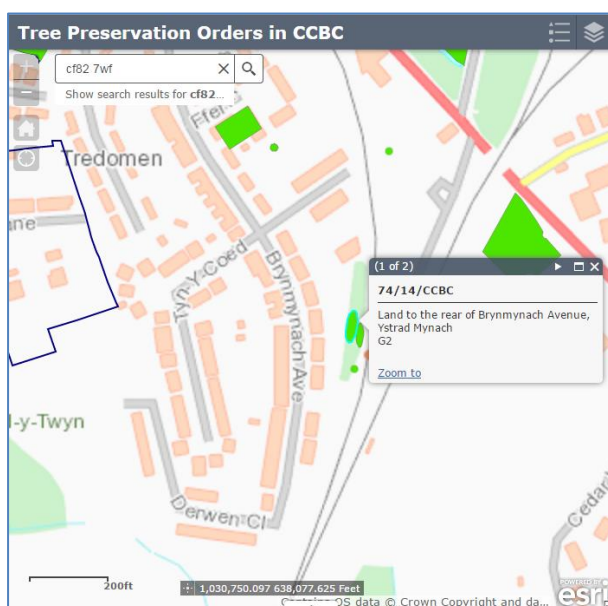 Tree Preservation Orders in CCBC
cf82 7wf
Show search results for cf82...
Tredomen
Tyn-Y-Coed
Brynmynach Ave
(1 of 2)
74/14/CCBC
Land to the rear of Brynmynach Avenue,
Ystrad Mynach
G2
Zoom to
l-y-Twyn
Derwen Cl
200ft
1,030,750.097 638,077.625 Feet
Contains OS data © Crown Copyright and da...
POWERED BY
esri